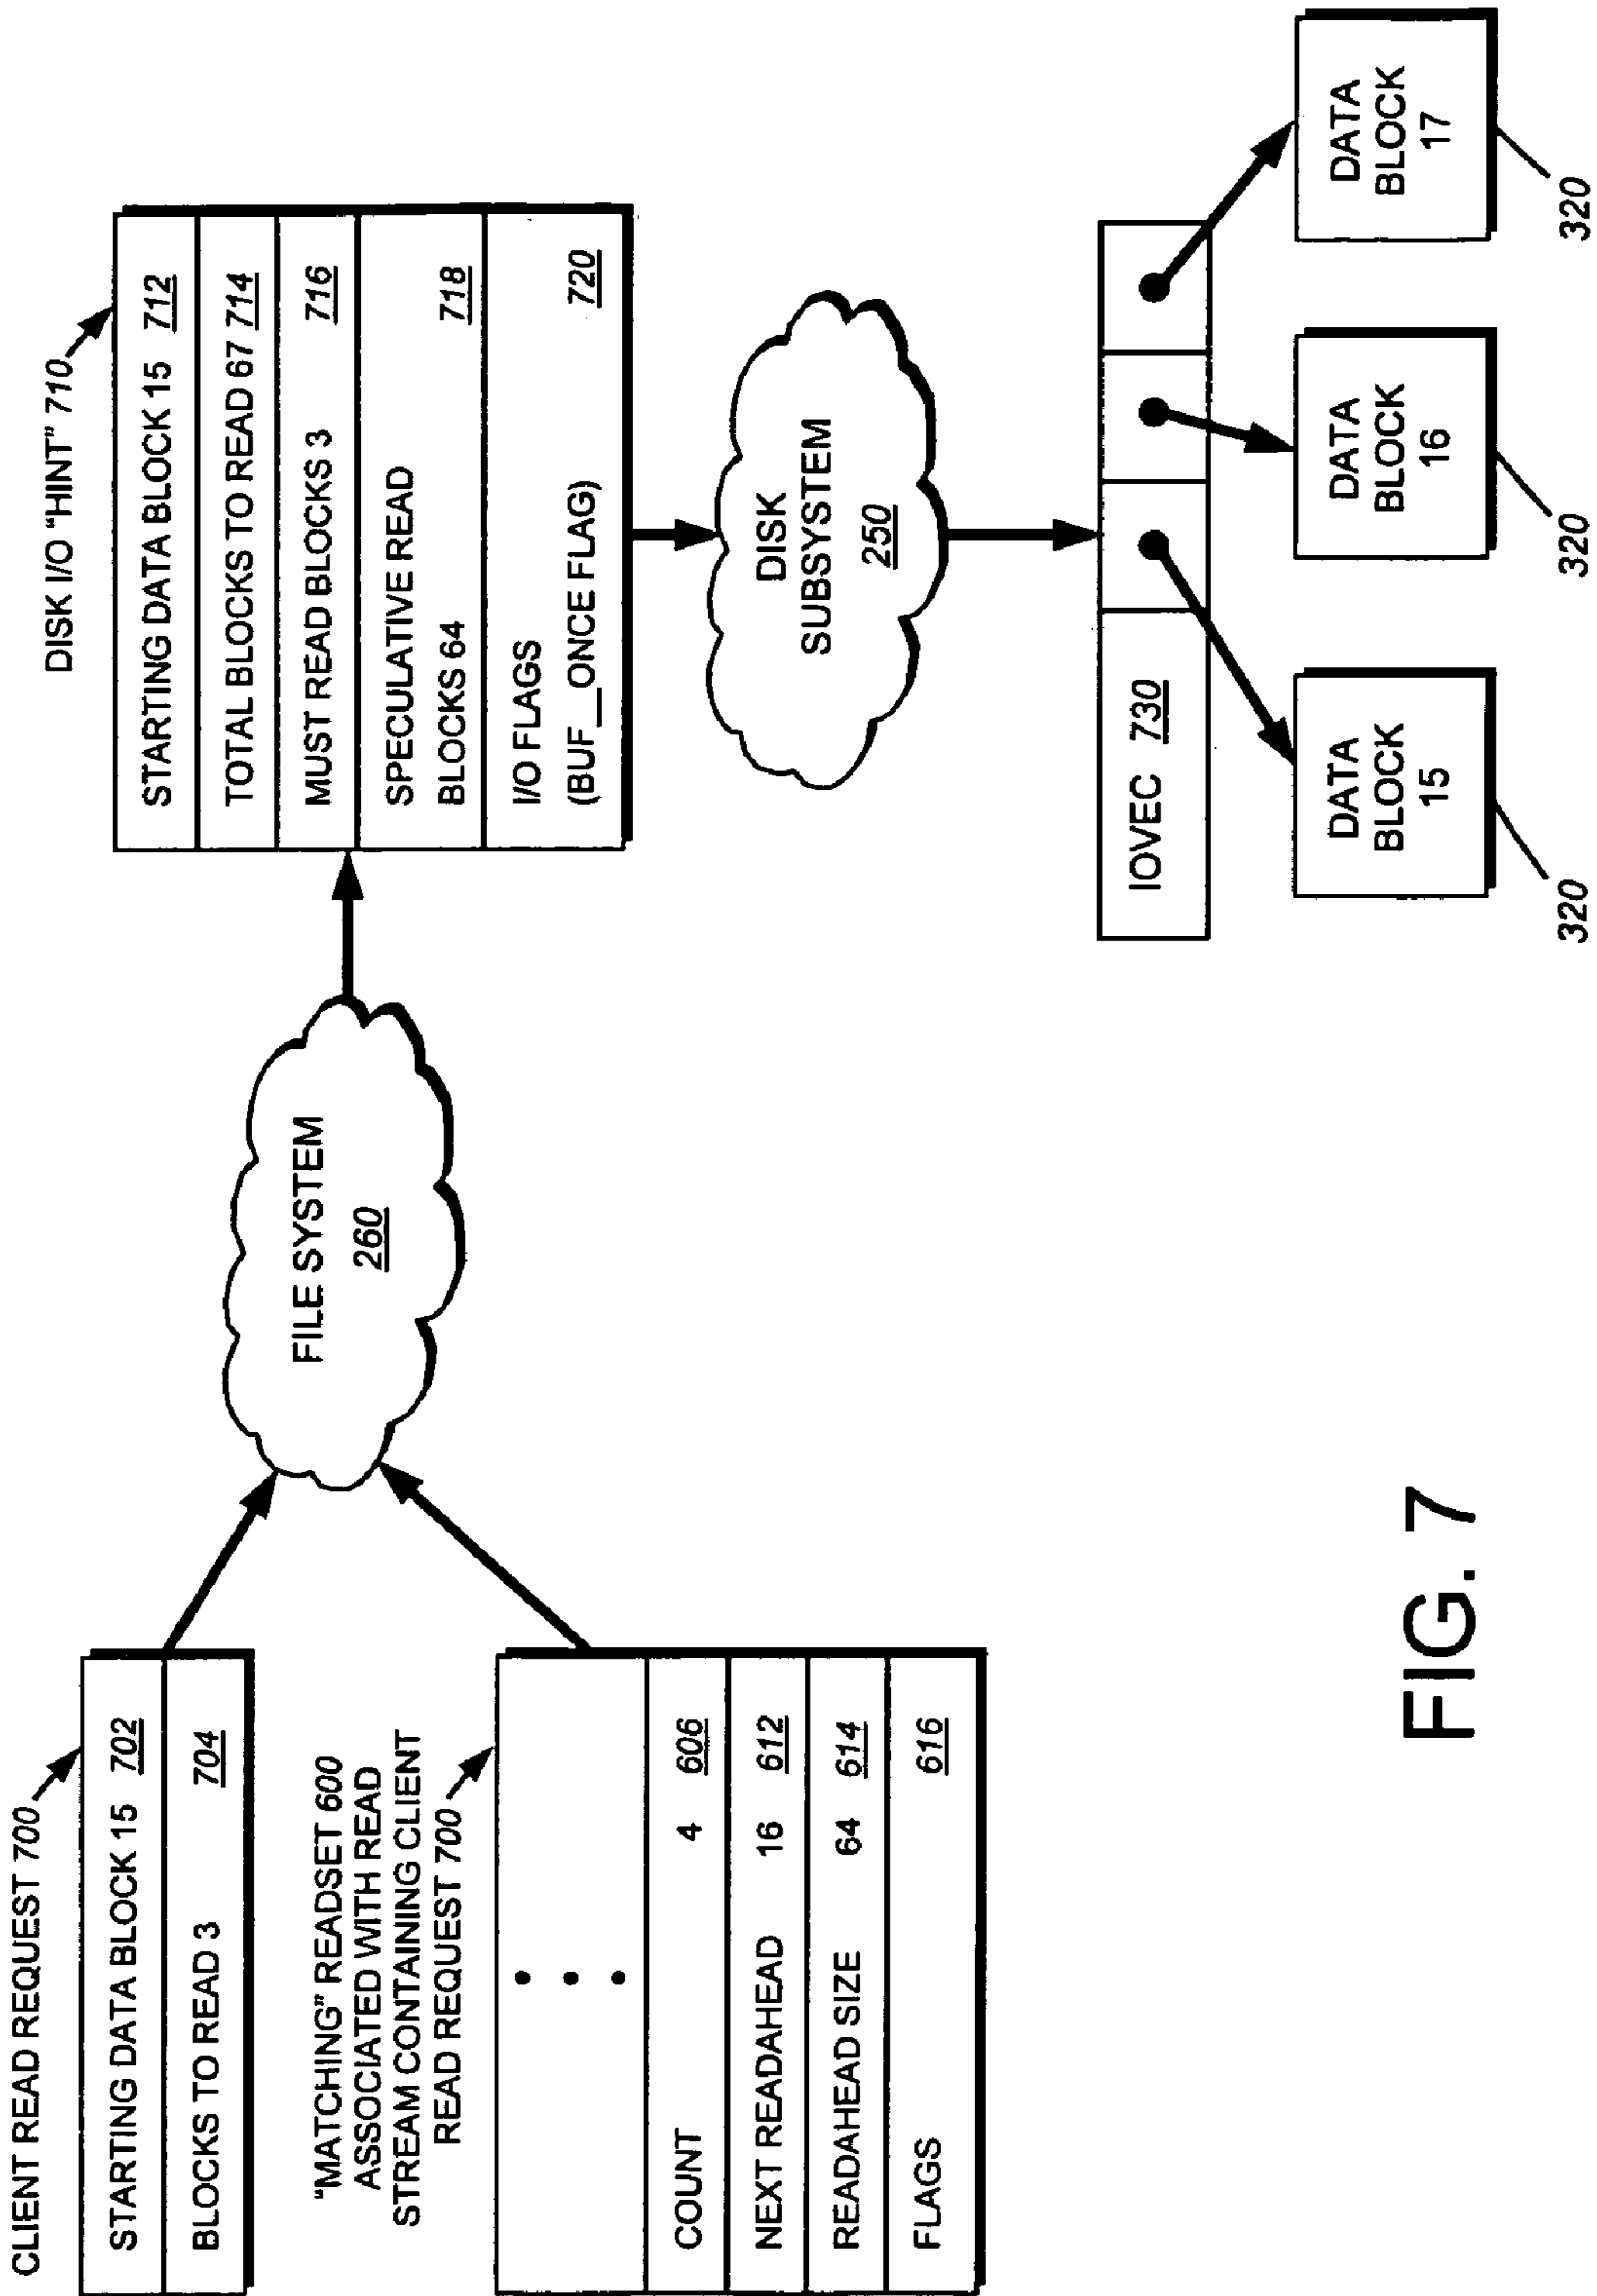 CLIENT READ REQUEST 700
STARTING DATA BLOCK 15 702
BLOCKS TO READ 3 704
"MATCHING" READSET 600
ASSOCIATED WITH READ
STREAM CONTAINING CLIENT
READ REQUEST 700
COUNT 4 606
NEXT READAHEAD 16 612
READAHEAD SIZE 64 614
FLAGS 616
FILE SYSTEM
260
DISK I/O "HINT" 710
STARTING DATA BLOCK 15 712
TOTAL BLOCKS TO READ 67 714
MUST READ BLOCKS 3 716
SPECULATIVE READ
BLOCKS 64 718
I/O FLAGS
(BUF_ONCE FLAG) 720
DISK
SUBSYSTEM
250
IOVEC 730
DATA
BLOCK
15
320
DATA
BLOCK
16
320
DATA
BLOCK
17
320
FIG. 7